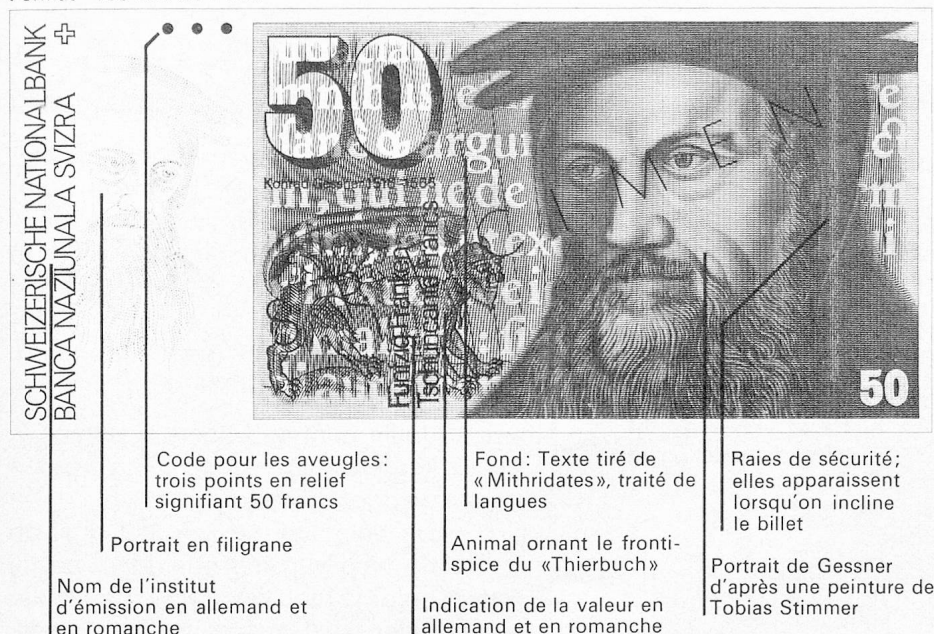 SCHWEIZERISCHE NATIONALBANK
BANCA NAZIUNALA SVIZRA
50
Konrad Gessner 1516–1565
Fünfzig Franken
Tschuncanta Francs
SPECIMEN
50
Code pour les aveugles:
trois points en relief
signifiant 50 francs
Portrait en filigrane
Nom de l'institut
d'émission en allemand et
en romanche
Fond: Texte tiré de
«Mithridates», traité de
langues
Animal ornant le fronti-
spice du «Thierbuch»
Indication de la valeur en
allemand et en romanche
Raies de sécurité;
elles apparaissent
lorsqu'on incline
le billet
Portrait de Gessner
d'après une peinture de
Tobias Stimmer